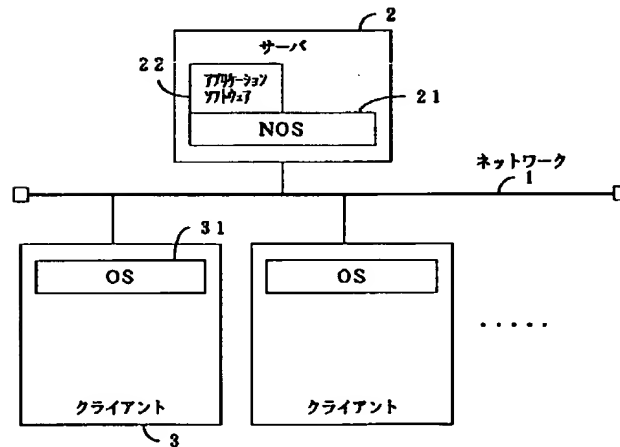 2
サーバ
22
アプリケーション
ソフトウェア
21
NOS
ネットワーク
1
31
OS
OS
.....
クライアント
クライアント
3